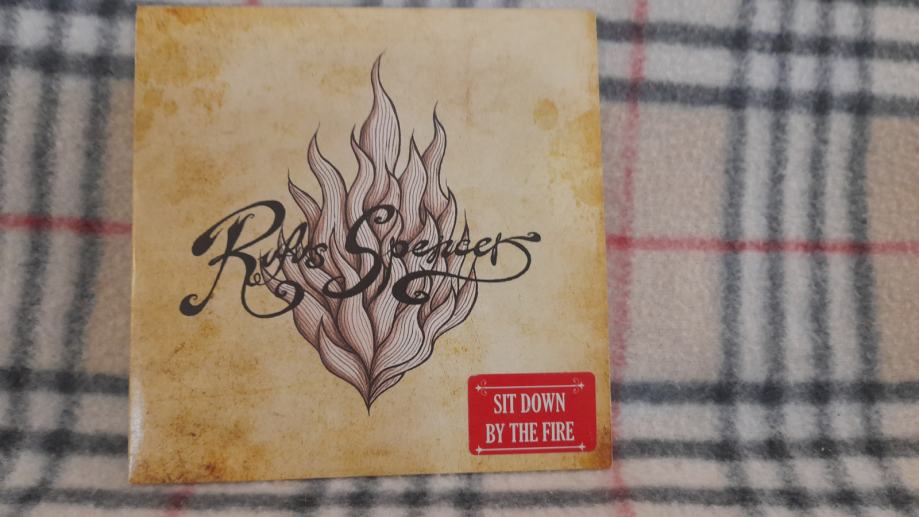 Rufus Spencer
SIT DOWN
BY THE FIRE